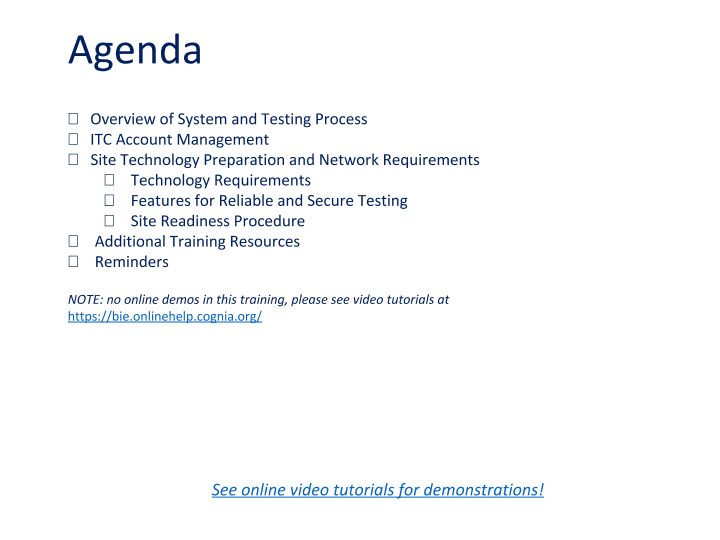 Agenda
Overview of System and Testing Process
ITC Account Management
Site Technology Preparation and Network Requirements
Technology Requirements
Features for Reliable and Secure Testing
Site Readiness Procedure
Additional Training Resources
Reminders
NOTE: no online demos in this training, please see video tutorials at
https://bie.onlinehelp.cognia.org/
See online video tutorials for demonstrations!